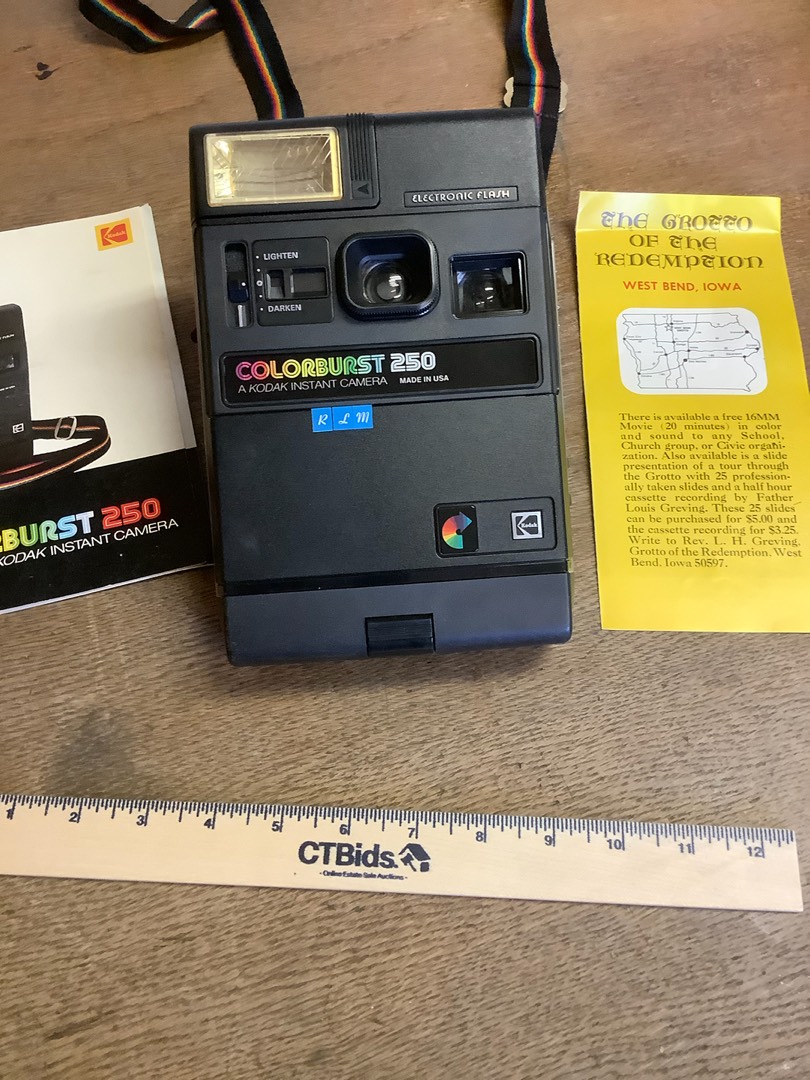 Kodak
BURST 250
KODAK INSTANT CAMERA
ELECTRONIC FLASH
LIGHTEN
DARKEN
COLORBURST 250
A KODAK INSTANT CAMERA MADE IN USA
R L M
Kodak
THE GROTTO
OF THE
REDEMPTION
WEST BEND, IOWA
There is available a free 16MM
Movie (20 minutes) in color
and sound to any School,
Church group, or Civic organi-
zation. Also available is a slide
presentation of a tour through
the Grotto with 25 profession-
ally taken slides and a half hour
cassette recording by Father
Louis Greving. These 25 slides
can be purchased for $5.00 and
the cassette recording for $3.25.
Write to Rev. L. H. Greving.
Grotto of the Redemption, West
Bend, Iowa 50597.
1 2 3 4 5 6 7 8 9 10 11 12
CTBids.
- Online Estate Sale Auctions -